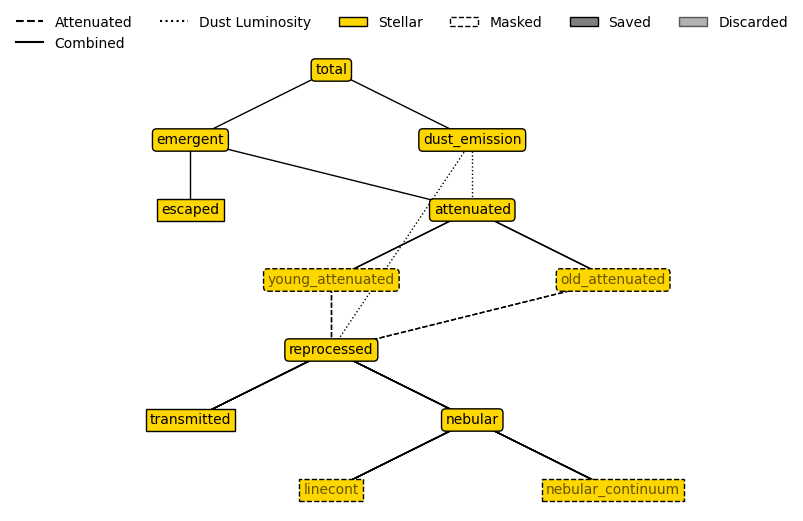 Attenuated Dust Luminosity Stellar Masked Saved Discarded
Combined
total
emergent dust_emission
escaped attenuated
young_attenuated old_attenuated
reprocessed
transmitted nebular
linecont nebular_continuum